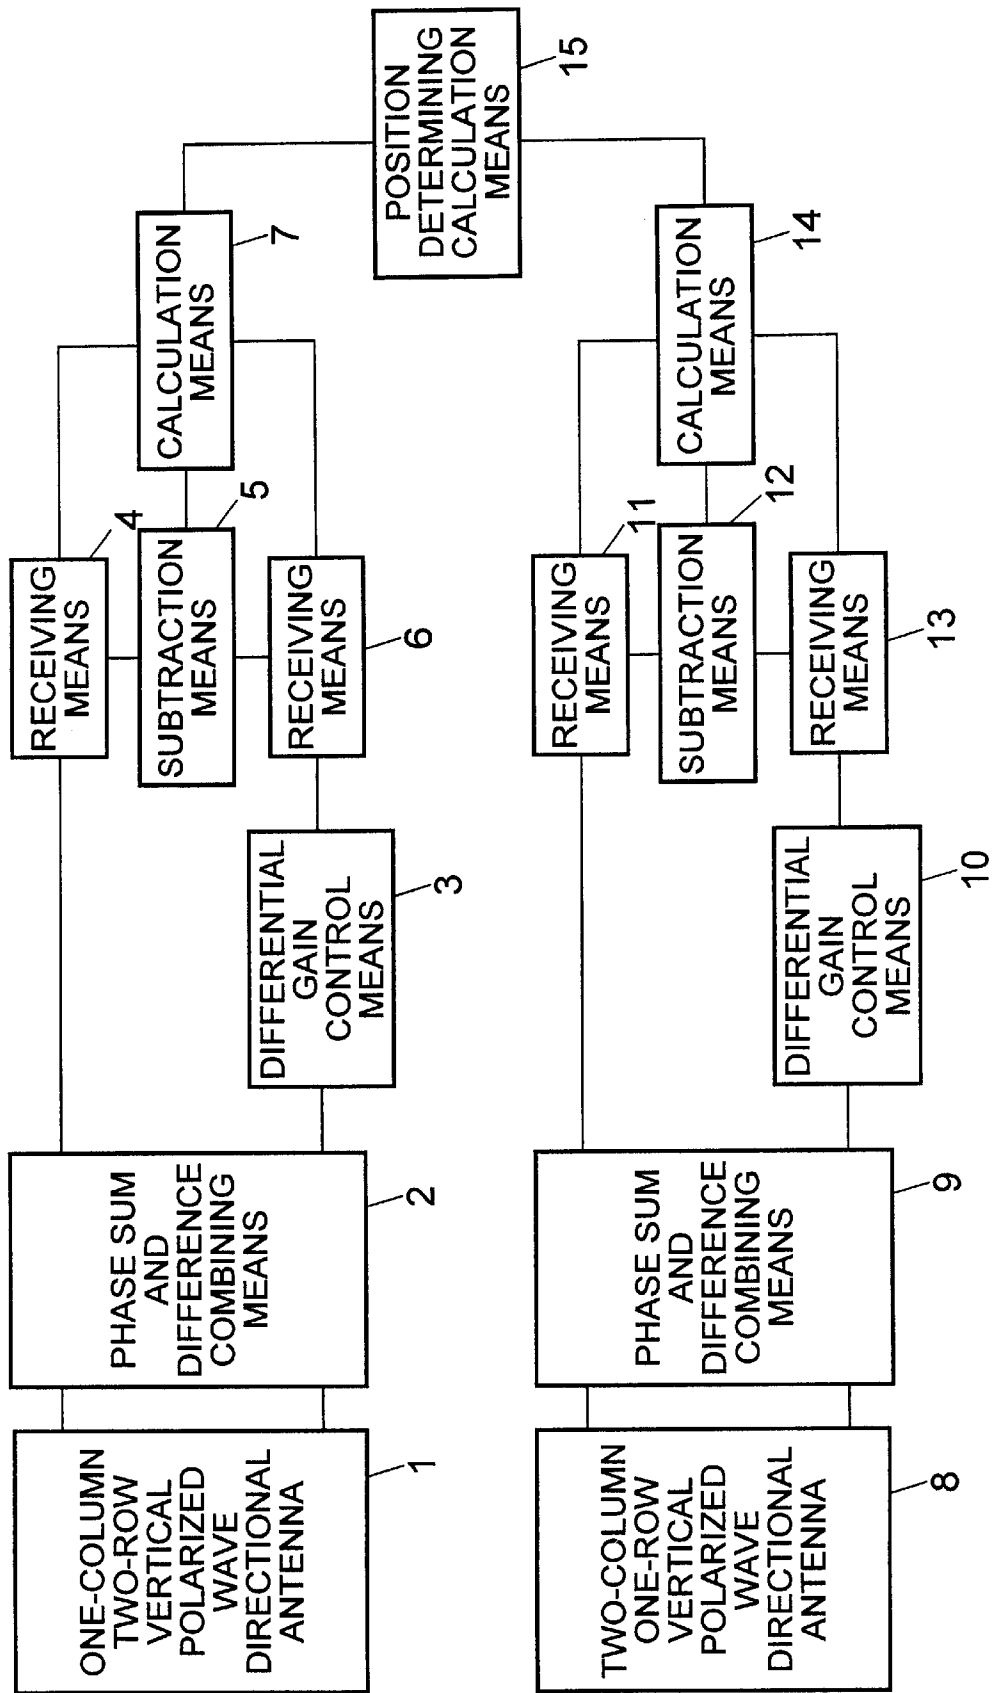 ONE-COLUMN
TWO-ROW
VERTICAL
POLARIZED
WAVE
DIRECTIONAL
ANTENNA
1
PHASE SUM
AND
DIFFERENCE
COMBINING
MEANS
2
DIFFERENTIAL
GAIN
CONTROL
MEANS
3
RECEIVING
MEANS
4
SUBTRACTION
MEANS
5
RECEIVING
MEANS
6
CALCULATION
MEANS
7
TWO-COLUMN
ONE-ROW
VERTICAL
POLARIZED
WAVE
DIRECTIONAL
ANTENNA
8
PHASE SUM
AND
DIFFERENCE
COMBINING
MEANS
9
DIFFERENTIAL
GAIN
CONTROL
MEANS
10
RECEIVING
MEANS
11
SUBTRACTION
MEANS
12
RECEIVING
MEANS
13
CALCULATION
MEANS
14
POSITION
DETERMINING
CALCULATION
MEANS
15